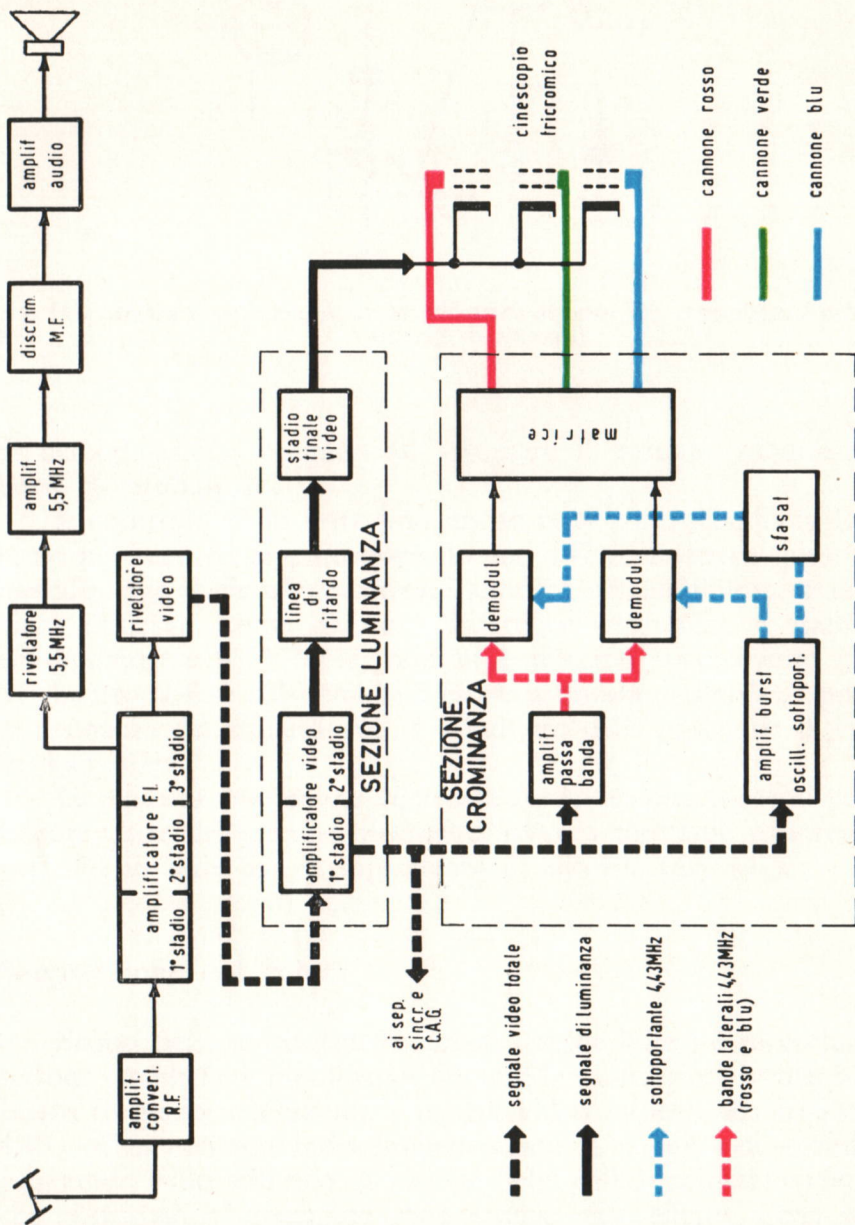 amplif.
convert.
R.F.
amplificatore F.I.
1° stadio
2° stadio
3° stadio
rivelatore
5,5 MHz
amplif.
5,5 MHz
discrim.
M.F.
amplif
audio
rivelatore
video
amplificatore video
1° stadio
2° stadio
linea
di
ritardo
stadio
finale
video
SEZIONE LUMINANZA
cinescopio
tricromico
ai sep.
sincr. e
C.A.G.
SEZIONE
CROMINANZA
amplif.
passa
banda
demodul.
demodul.
matrice
amplif. burst
oscill. sottoport.
sfasat
segnale video totale
segnale di luminanza
sottoportante 4,43MHz
bande laterali 4,43MHz
(rosso e blu)
cannone rosso
cannone verde
cannone blu